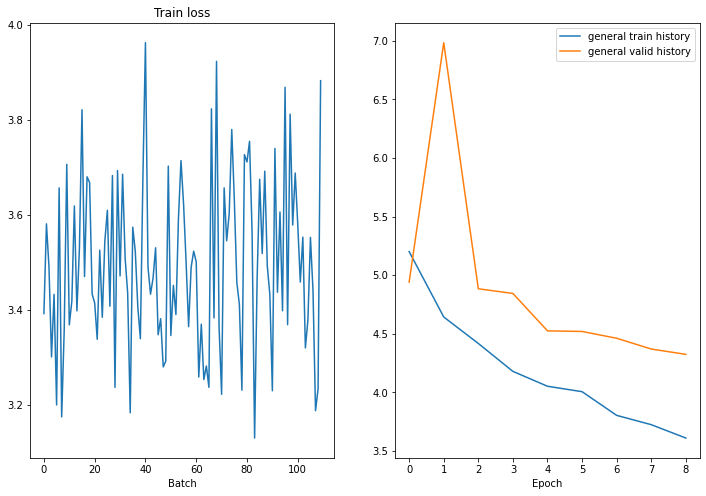 Train loss
4.0
3.8
3.6
3.4
3.2
0 20 40 60 80 100
Batch
general train history
general valid history
7.0
6.5
6.0
5.5
5.0
4.5
4.0
3.5
0 1 2 3 4 5 6 7 8
Epoch